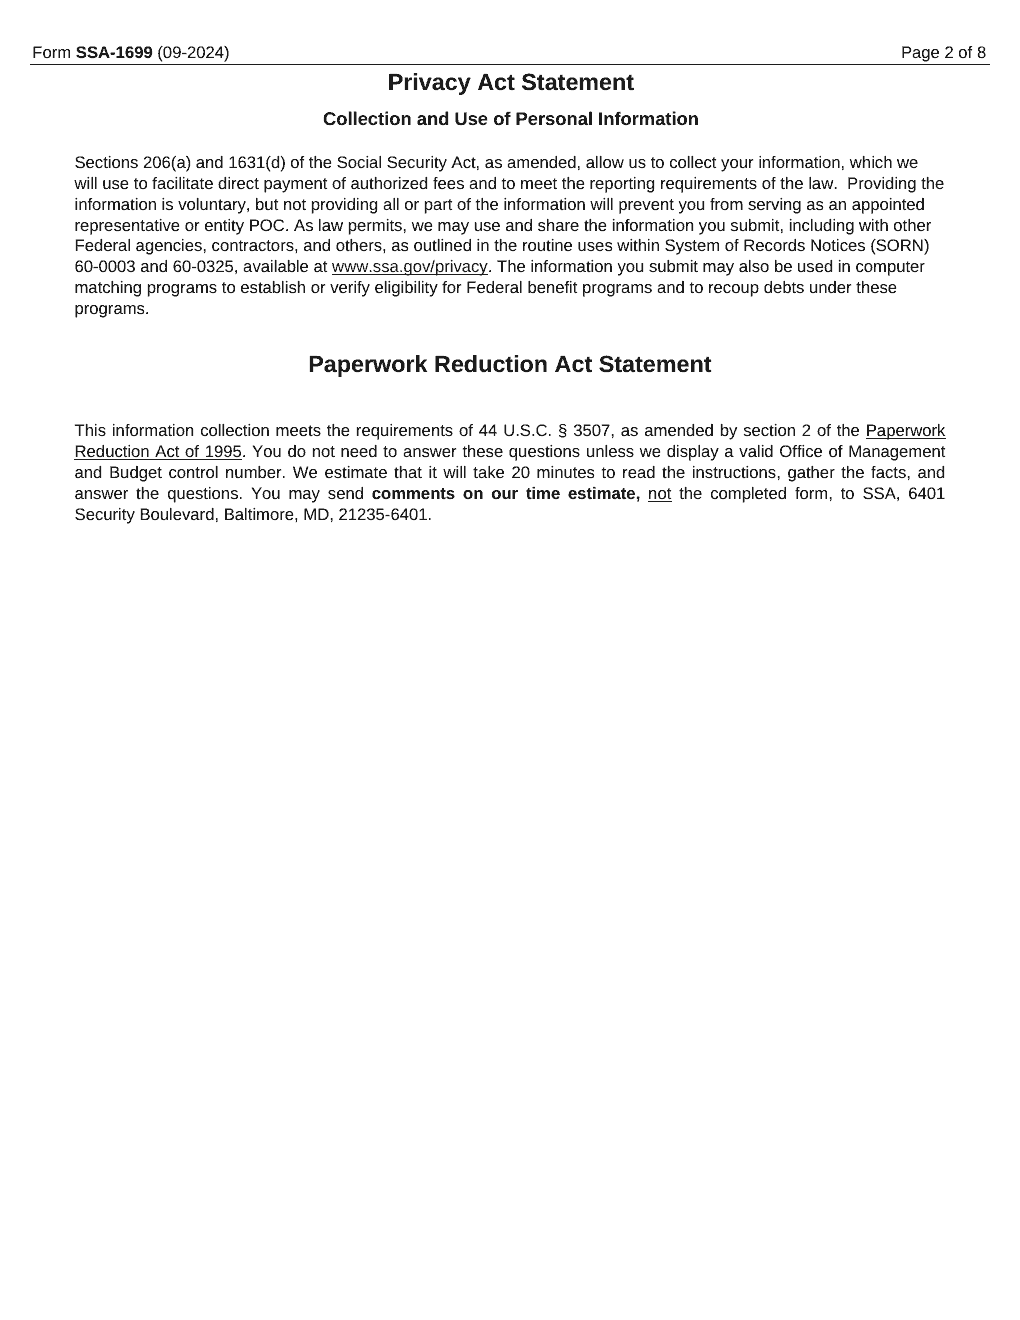 Form SSA-1699 (09-2024) Page 2 of 8
Privacy Act Statement
Collection and Use of Personal Information
Sections 206(a) and 1631(d) of the Social Security Act, as amended, allow us to collect your information, which we
will use to facilitate direct payment of authorized fees and to meet the reporting requirements of the law.  Providing the
information is voluntary, but not providing all or part of the information will prevent you from serving as an appointed
representative or entity POC. As law permits, we may use and share the information you submit, including with other
Federal agencies, contractors, and others, as outlined in the routine uses within System of Records Notices (SORN)
60-0003 and 60-0325, available at www.ssa.gov/privacy. The information you submit may also be used in computer
matching programs to establish or verify eligibility for Federal benefit programs and to recoup debts under these
programs.
Paperwork Reduction Act Statement
This information collection meets the requirements of 44 U.S.C. § 3507, as amended by section 2 of the Paperwork
Reduction Act of 1995. You do not need to answer these questions unless we display a valid Office of Management
and Budget control number. We estimate that it will take 20 minutes to read the instructions, gather the facts, and
answer the questions. You may send comments on our time estimate, not the completed form, to SSA, 6401
Security Boulevard, Baltimore, MD, 21235-6401.